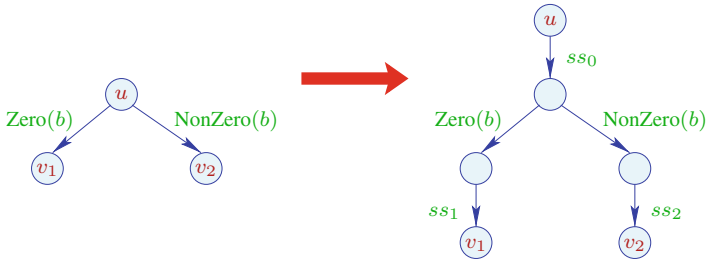 u
Zero(b) NonZero(b)
v₁ v₂
u
ss₀
Zero(b) NonZero(b)
ss₁ ss₂
v₁ v₂